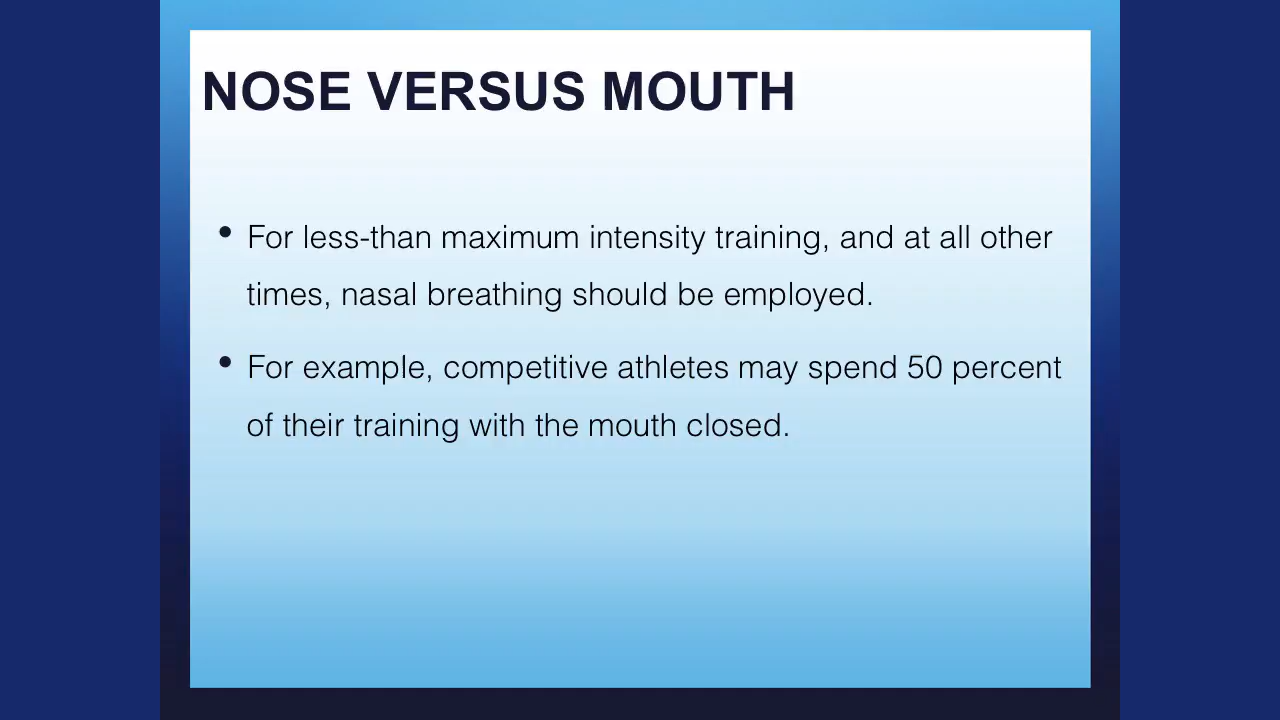 NOSE VERSUS MOUTH
• For less-than maximum intensity training, and at all other
times, nasal breathing should be employed.
• For example, competitive athletes may spend 50 percent
of their training with the mouth closed.